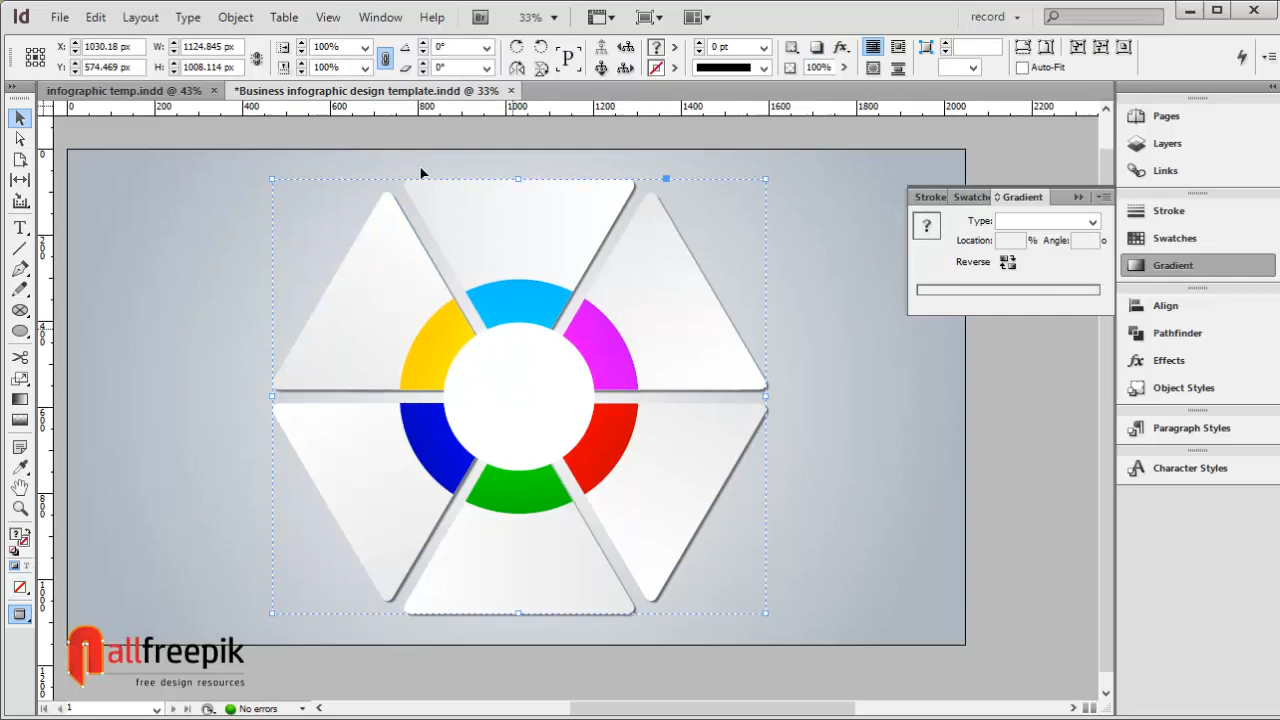 Id File Edit Layout Type Object Table View Window Help Br 33% record
X: 1030.18 px W: 1124.845 px 100% 0° P ? 0 pt fx
Y: 574.469 px H: 1008.114 px 100% 0° 100% Auto-Fit
infographic temp.indd @ 43% × *Business infographic design template.indd @ 33% ×
0 200 400 600 800 1000 1200 1400 1600 1800 2000 2200
Pages
Layers
Links
Stroke
Swatches
Gradient
Align
Pathfinder
fx Effects
Object Styles
Paragraph Styles
Character Styles
Stroke Swatche Gradient
? Type:
Location: % Angle: °
Reverse
T
allfreepik
free design resources
1 No errors